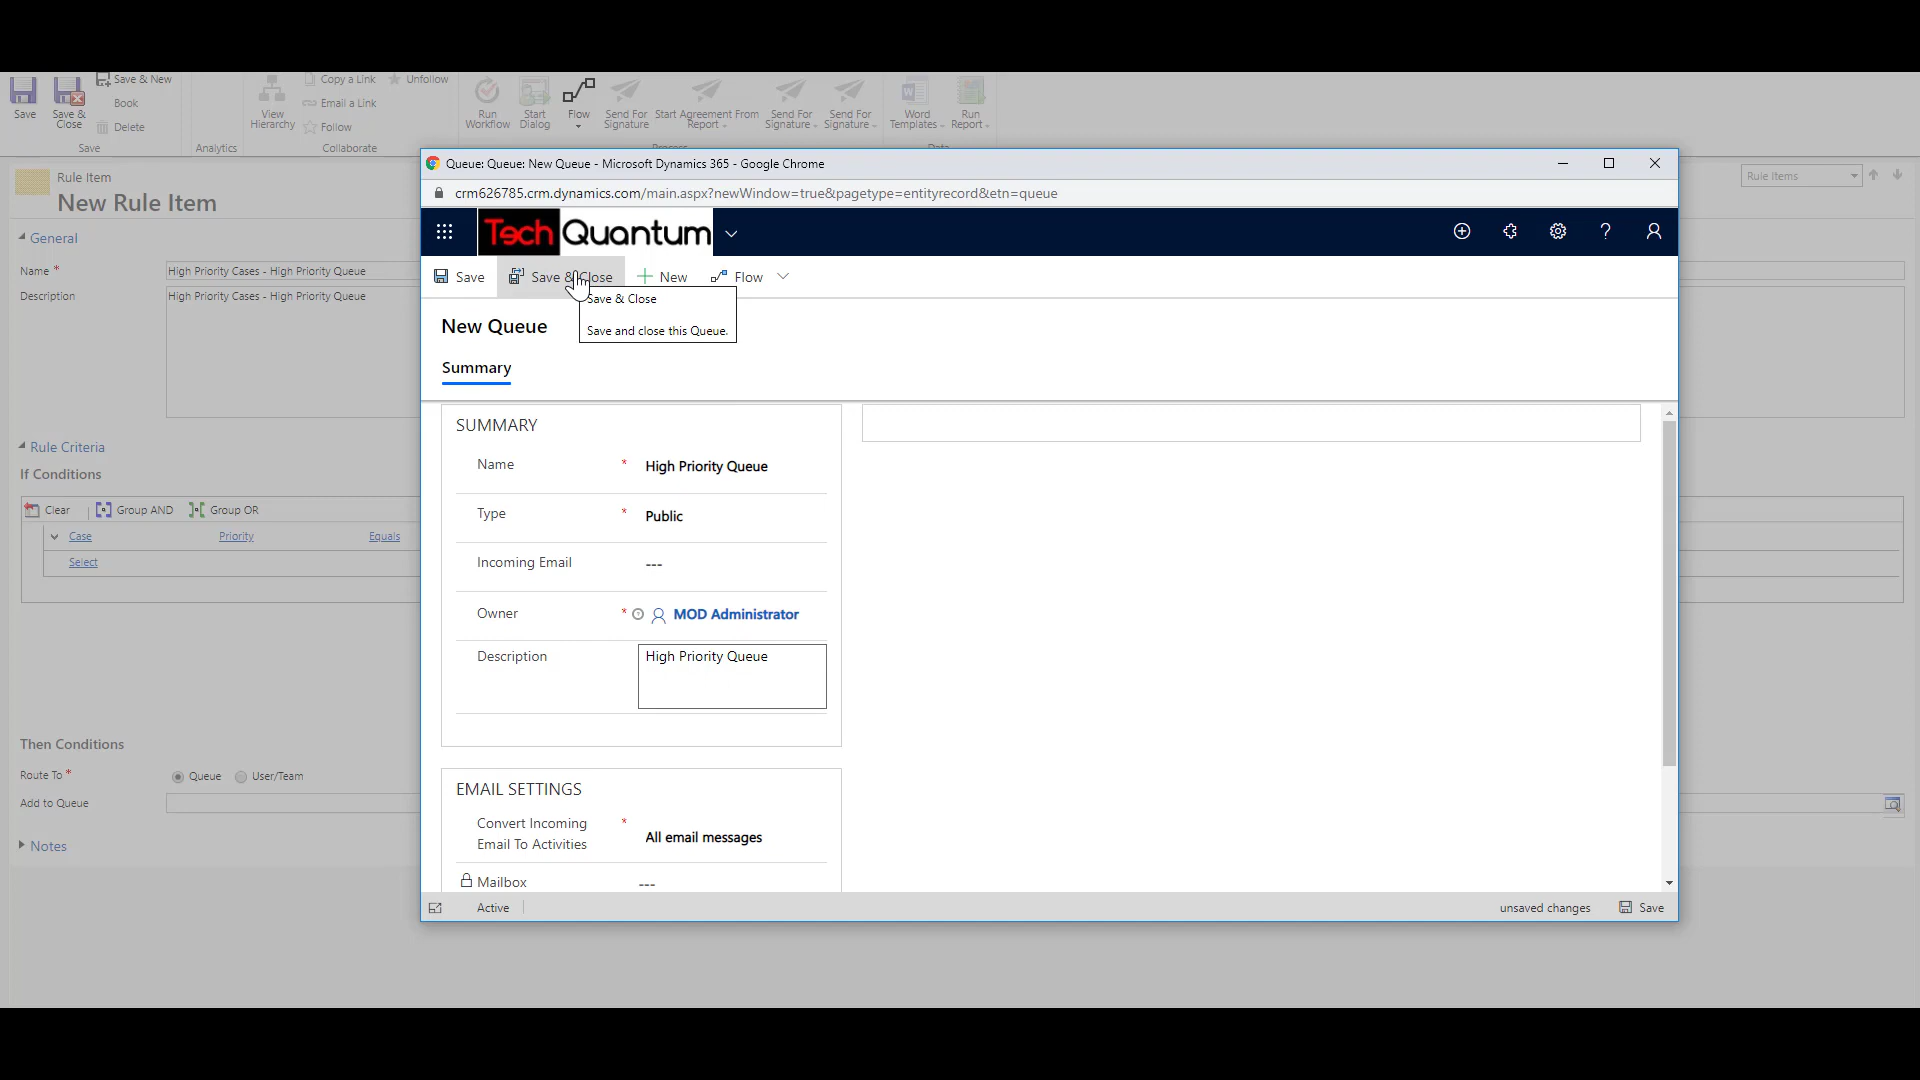 Save
Save & Close
Save & New
Book
Delete
Save
Analytics
View Hierarchy
Copy a Link
Unfollow
Email a Link
Follow
Collaborate
Run Workflow
Start Dialog
Flow
Send For Signature
Start Agreement From Report
Send For Signature
Send For Signature
Word Templates
Run Report
Rule Item
New Rule Item
Rule Items
General
Name *
High Priority Cases - High Priority Queue
Description
High Priority Cases - High Priority Queue
Rule Criteria
If Conditions
Clear
Group AND
Group OR
Case
Priority
Equals
Select
Then Conditions
Route To *
Queue
User/Team
Add to Queue
Notes
Queue: Queue: New Queue - Microsoft Dynamics 365 - Google Chrome
crm626785.crm.dynamics.com/main.aspx?newWindow=true&pagetype=entityrecord&etn=queue
Tech Quantum
Save
Save & Close
New
Flow
Save & Close
Save and close this Queue.
New Queue
Summary
SUMMARY
Name * High Priority Queue
Type * Public
Incoming Email ---
Owner * MOD Administrator
Description High Priority Queue
EMAIL SETTINGS
Convert Incoming *
Email To Activities All email messages
Mailbox ---
Active
unsaved changes
Save